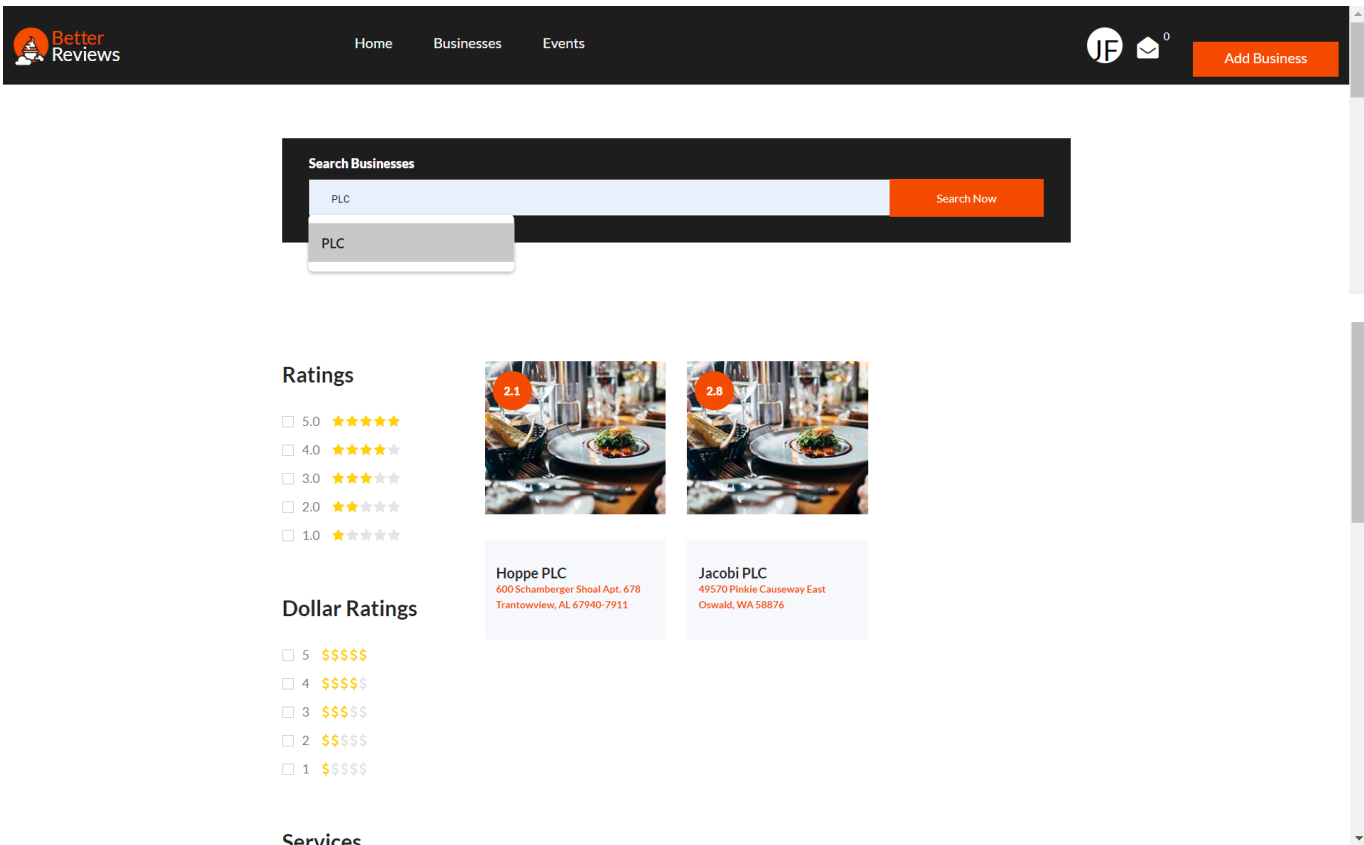 Better
Reviews
Home
Businesses
Events
JF
0
Add Business
Search Businesses
PLC
Search Now
PLC
Ratings
5.0
4.0
3.0
2.0
1.0
Dollar Ratings
5 $$$$$
4 $$$$$
3 $$$$$
2 $$$$$
1 $$$$$
Services
2.1
Hoppe PLC
600 Schamberger Shoal Apt. 678
Trantowview, AL 67940-7911
2.8
Jacobi PLC
49570 Pinkie Causeway East
Oswald, WA 58876